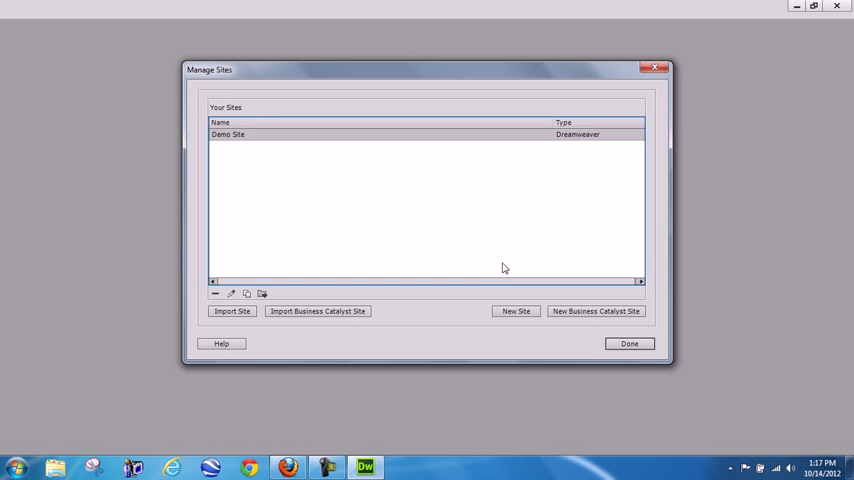 Manage Sites
Your Sites
Name Type
Demo Site Dreamweaver
Import Site Import Business Catalyst Site New Site New Business Catalyst Site
Help Done
Dw
1:17 PM
10/14/2012